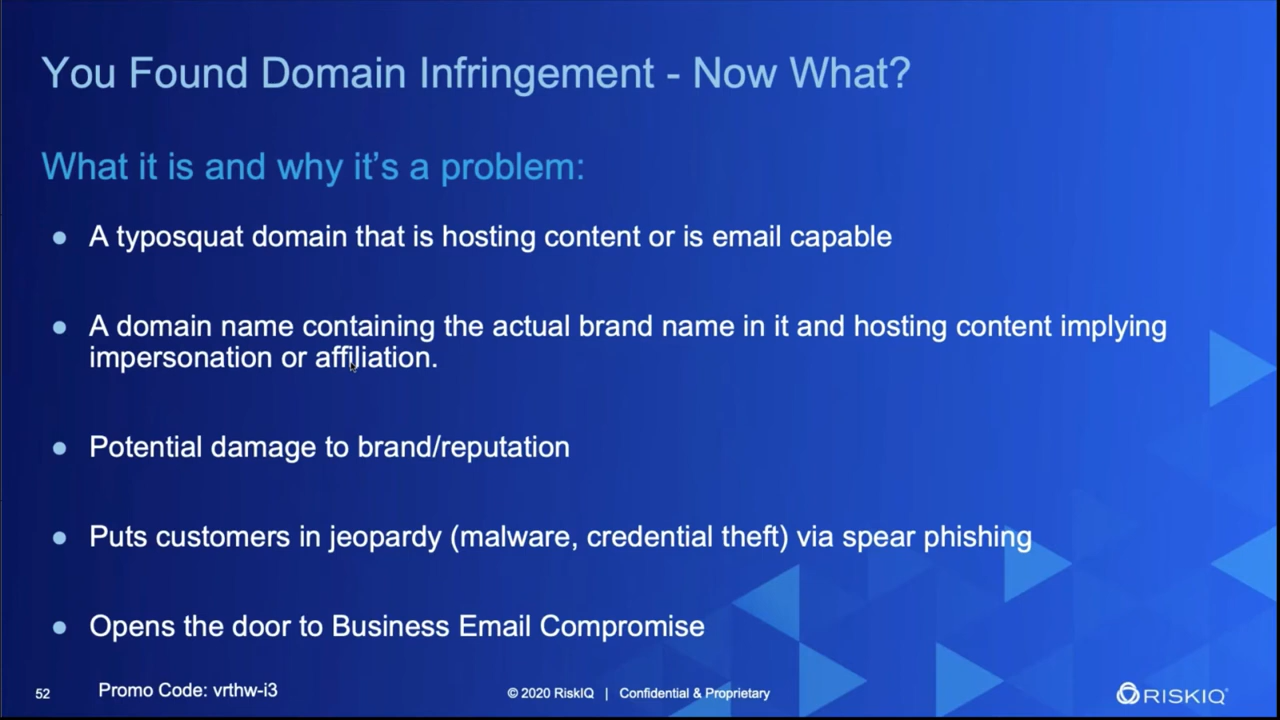 You Found Domain Infringement - Now What?
What it is and why it's a problem:
● A typosquat domain that is hosting content or is email capable
● A domain name containing the actual brand name in it and hosting content implying
impersonation or affiliation.
● Potential damage to brand/reputation
● Puts customers in jeopardy (malware, credential theft) via spear phishing
● Opens the door to Business Email Compromise
52 Promo Code: vrthw-i3 © 2020 RiskIQ | Confidential & Proprietary RISKIQ®